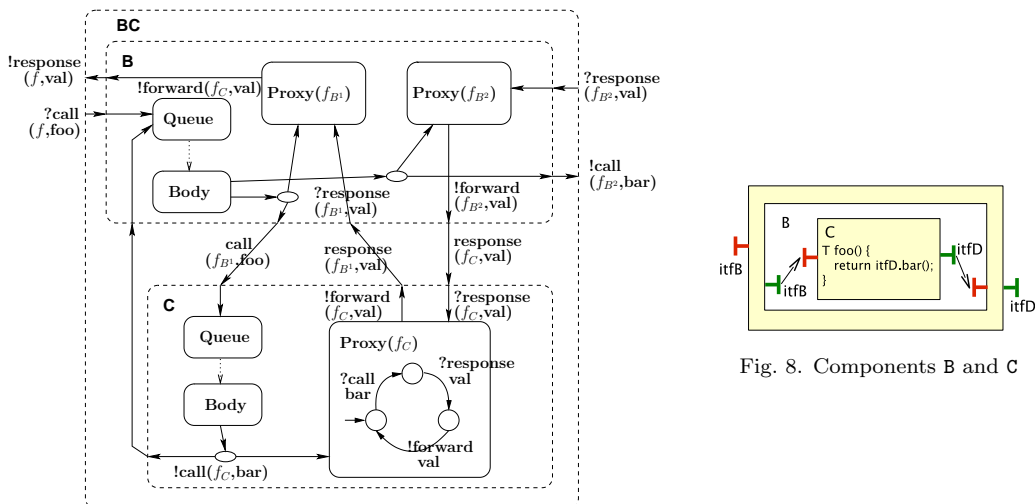 BC
B
!response
(f,val)
!forward(f_C,val)
Proxy(f_{B^1})
Proxy(f_{B^2})
?response
(f_{B^2},val)
?call
(f,foo)
Queue
Body
!call
(f_{B^2},bar)
?response
(f_{B^1},val)
!forward
(f_{B^2},val)
call
(f_{B^1},foo)
response
(f_{B^1},val)
response
(f_C,val)
C
!forward
(f_C,val)
?response
(f_C,val)
Queue
Body
Proxy(f_C)
?call
bar
?response
val
!forward
val
!call(f_C,bar)
B
C
T foo() {
return itfD.bar();
}
itfB
itfB
itfD
itfD
Fig. 8. Components B and C